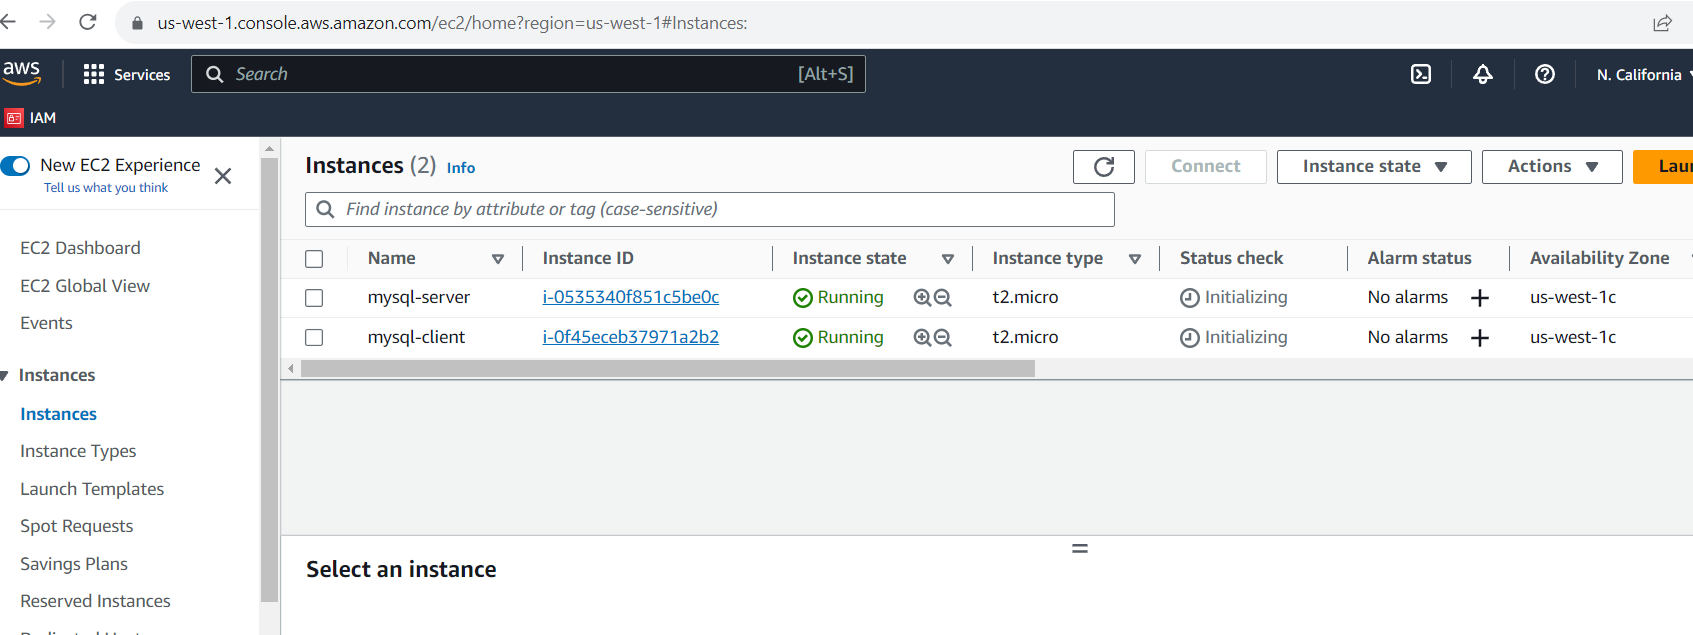 us-west-1.console.aws.amazon.com/ec2/home?region=us-west-1#Instances:
aws Services Search [Alt+S] N. California
IAM
New EC2 Experience
Tell us what you think
EC2 Dashboard
EC2 Global View
Events
Instances
Instances
Instance Types
Launch Templates
Spot Requests
Savings Plans
Reserved Instances
Instances (2) Info Connect Instance state Actions
Find instance by attribute or tag (case-sensitive)
Name Instance ID Instance state Instance type Status check Alarm status Availability Zone
mysql-server i-0535340f851c5be0c Running t2.micro Initializing No alarms + us-west-1c
mysql-client i-0f45eceb37971a2b2 Running t2.micro Initializing No alarms + us-west-1c
Select an instance